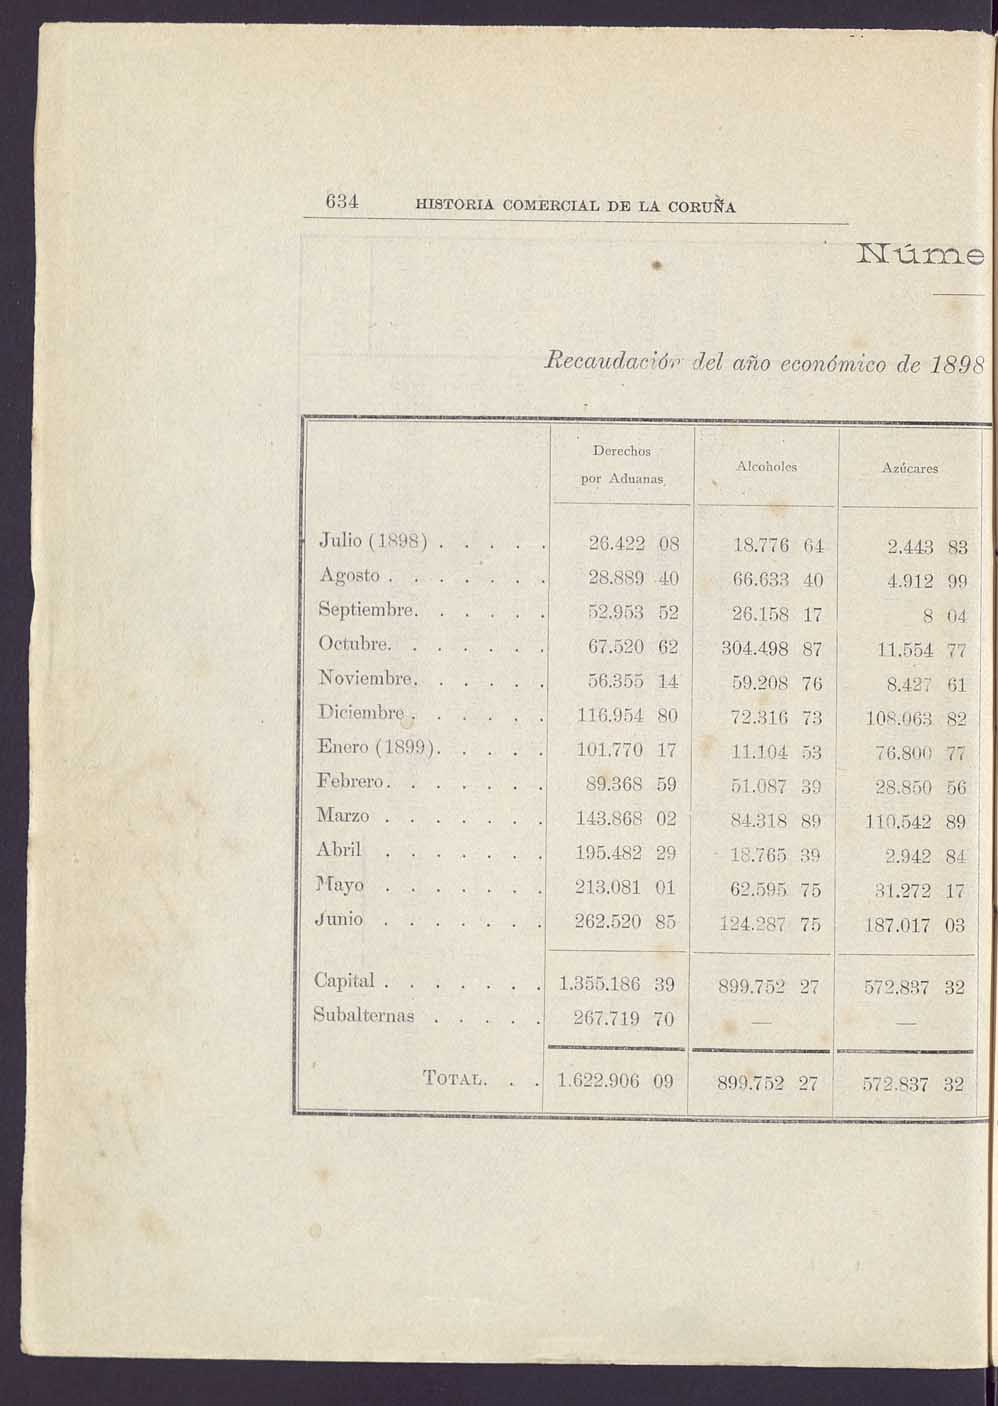 634 HISTORIA COMERCIAL DE LA CORUÑA
Núme
Recaudación del año económico de 1898
Derechos por Aduanas Alcoholes Azúcares
Julio (1898) . . . . . 26.422 08 18.776 64 2.443 83
Agosto . . . . . . . 28.889 40 66.633 40 4.912 99
Septiembre. . . . . . 52.953 52 26.158 17 8 04
Octubre. . . . . . . 67.520 62 304.498 87 11.554 77
Noviembre. . . . . . 56.355 14 59.208 76 8.427 61
Diciembre . . . . . . 116.954 80 72.316 73 108.063 82
Enero (1899). . . . . 101.770 17 11.104 53 76.800 77
Febrero. . . . . . . 89.368 59 51.087 39 28.850 56
Marzo . . . . . . . 143.868 02 84.318 89 110.542 89
Abril . . . . . . . 195.482 29 18.765 39 2.942 84
Mayo . . . . . . . 213.081 01 62.595 75 31.272 17
Junio . . . . . . . 262.520 85 124.287 75 187.017 03
Capital . . . . . . . 1.355.186 39 899.752 27 572.837 32
Subalternas . . . . . 267.719 70 — —
TOTAL. . . 1.622.906 09 899.752 27 572.837 32